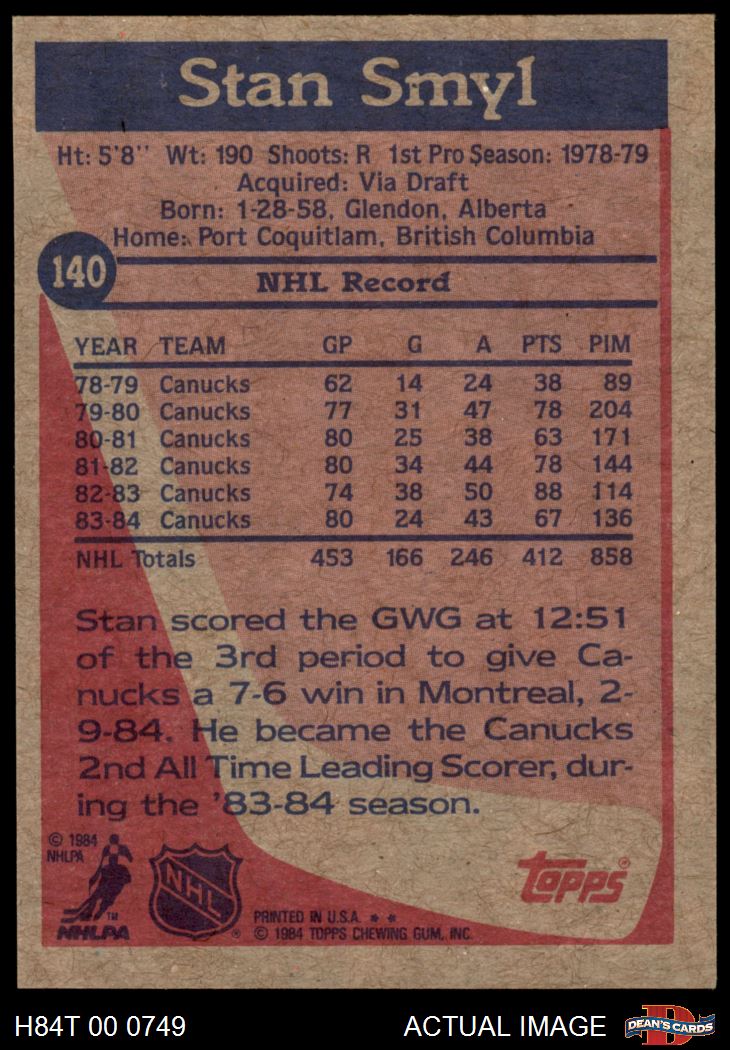 Stan Smyl
Ht: 5'8'' Wt: 190 Shoots: R 1st Pro Season: 1978-79
Acquired: Via Draft
Born: 1-28-58, Glendon, Alberta
Home: Port Coquitlam, British Columbia
140
NHL Record
YEAR TEAM GP G A PTS PIM
78-79 Canucks 62 14 24 38 89
79-80 Canucks 77 31 47 78 204
80-81 Canucks 80 25 38 63 171
81-82 Canucks 80 34 44 78 144
82-83 Canucks 74 38 50 88 114
83-84 Canucks 80 24 43 67 136
NHL Totals 453 166 246 412 858
Stan scored the GWG at 12:51
of the 3rd period to give Ca-
nucks a 7-6 win in Montreal, 2-
9-84. He became the Canucks
2nd All Time Leading Scorer, dur-
ing the '83-84 season.
© 1984
NHLPA
TM
NHLPA
NHL
®
topps®
PRINTED IN U.S.A. * *
© 1984 TOPPS CHEWING GUM, INC.
H84T 00 0749 ACTUAL IMAGE
D
DEAN'S CARDS